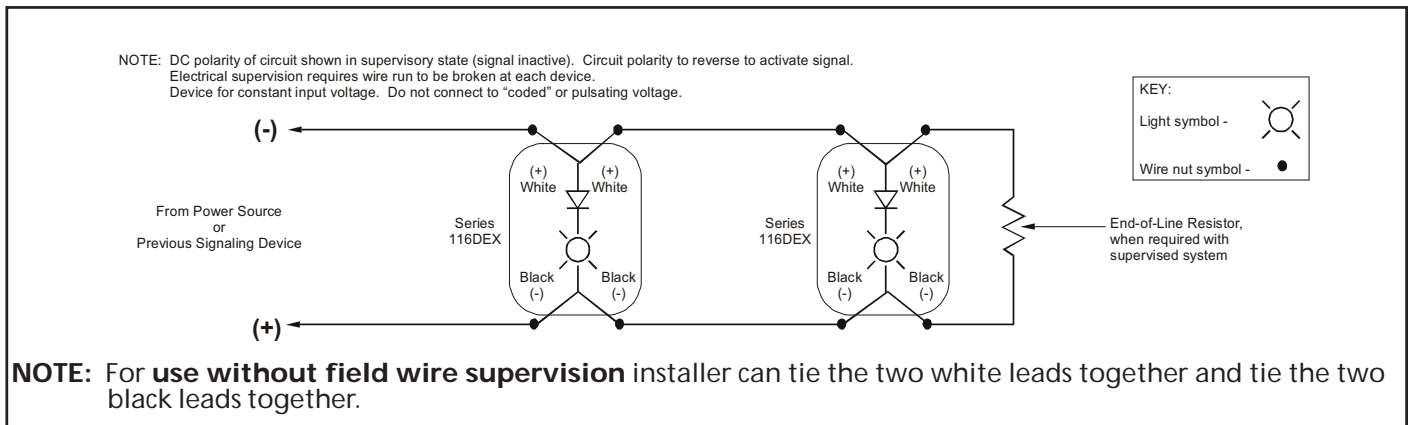 NOTE: DC polarity of circuit shown in supervisory state (signal inactive). Circuit polarity to reverse to activate signal.
Electrical supervision requires wire run to be broken at each device.
Device for constant input voltage. Do not connect to “coded” or pulsating voltage.
KEY:
Light symbol -
Wire nut symbol -
(-)
(+) (+)
White White
(+) (+)
White White
From Power Source
or
Previous Signaling Device
Series
116DEX
Series
116DEX
End-of-Line Resistor,
when required with
supervised system
Black Black
(-) (-)
Black Black
(-) (-)
(+)
NOTE: For use without field wire supervision installer can tie the two white leads together and tie the two
black leads together.